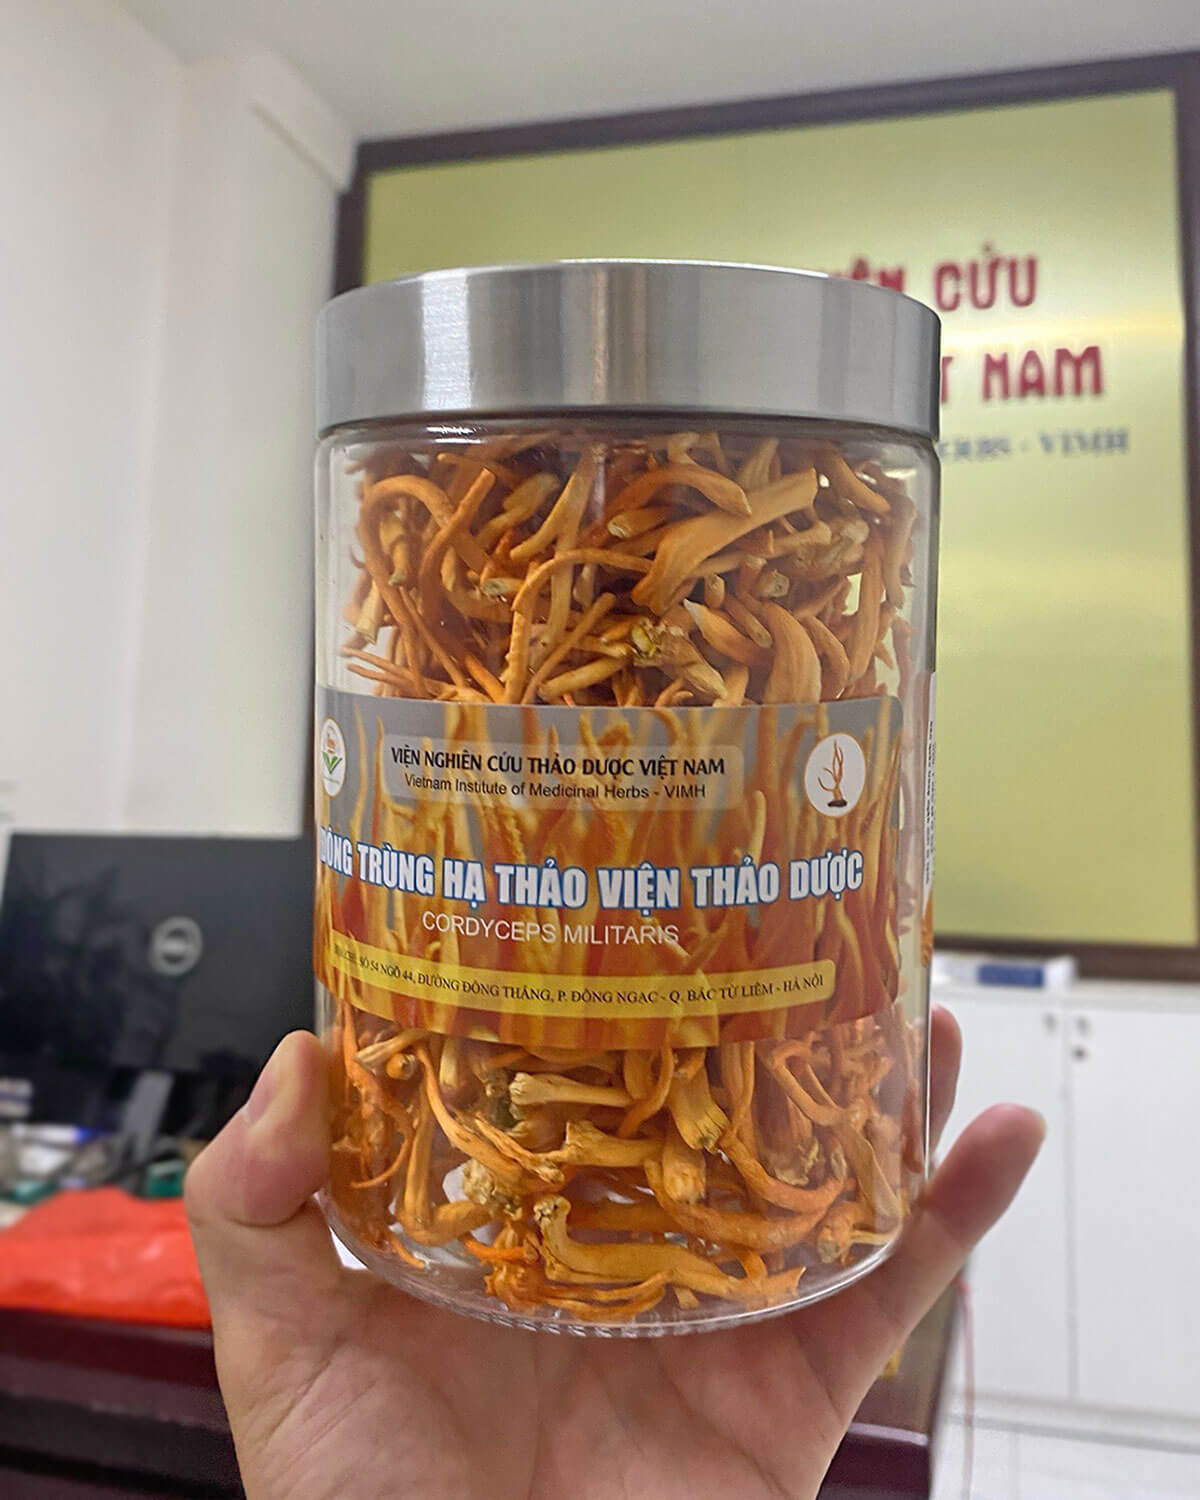 CỨU
NAM
VIMH
VIỆN NGHIÊN CỨU THẢO DƯỢC VIỆT NAM
Vietnam Institute of Medicinal Herbs - VIMH
ĐÔNG TRÙNG HẠ THẢO VIỆN THẢO DƯỢC
CORDYCEPS MILITARIS
SỐ 54 NGÕ 44, ĐƯỜNG ĐÔNG THẮNG, P. ĐÔNG NGẠC - Q. BẮC TỪ LIÊM - HÀ NỘI